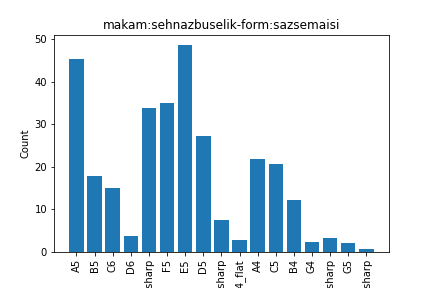 makam:sehnazbuselik-form:sazsemaisi
50
40
30
20
10
0
Count
A5
B5
C6
D6
sharp
F5
E5
D5
sharp
4_flat
A4
C5
B4
G4
sharp
G5
sharp